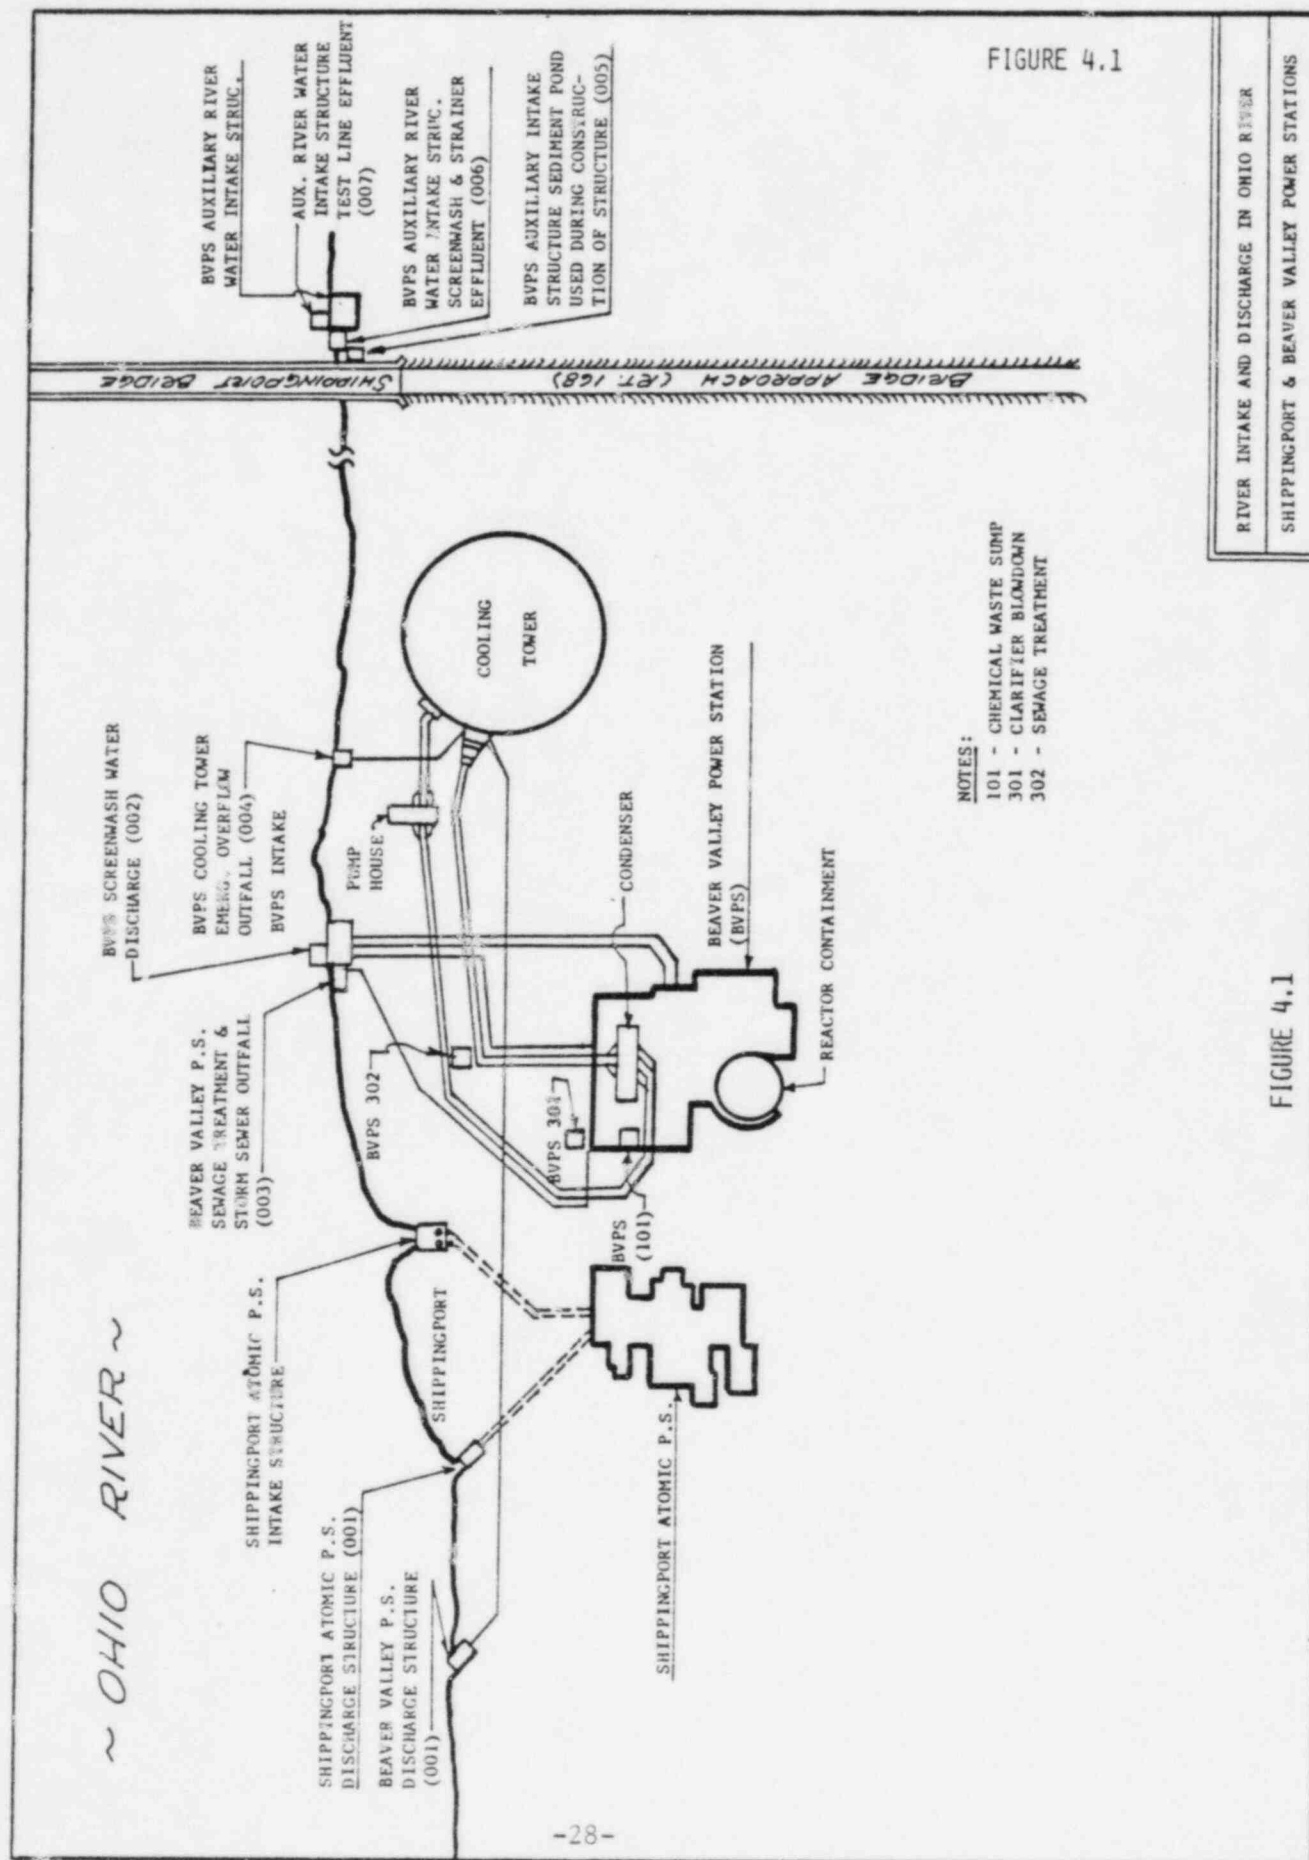 ~ OHIO RIVER ~
SHIPPINGPORT ATOMIC P.S.
DISCHARGE STRUCTURE (001)
BEAVER VALLEY P.S.
DISCHARGE STRUCTURE
(001)
SHIPPINGPORT ATOMIC P.S.
INTAKE STRUCTURE
BEAVER VALLEY P.S.
SEWAGE TREATMENT &
STORM SEWER OUTFALL
(003)
BVPS SCREENWASH WATER
DISCHARGE (002)
BVPS COOLING TOWER
EMERG. OVERFLOW
OUTFALL (004)
BVPS INTAKE
BVPS AUXILIARY RIVER
WATER INTAKE STRUC.
AUX. RIVER WATER
INTAKE STRUCTURE
TEST LINE EFFLUENT
(007)
BVPS AUXILIARY RIVER
WATER INTAKE STRUC.
SCREENWASH & STRAINER
EFFLUENT (006)
BVPS AUXILIARY INTAKE
STRUCTURE SEDIMENT POND
USED DURING CONSTRUC-
TION OF STRUCTURE (005)
SHIPPINGPORT BRIDGE
BRIDGE APPROACH (RT. 168)
SHIPPINGPORT
PUMP
HOUSE
COOLING
TOWER
BVPS 302
BVPS 301
BVPS
(101)
CONDENSER
BEAVER VALLEY POWER STATION
(BVPS)
REACTOR CONTAINMENT
SHIPPINGPORT ATOMIC P.S.
NOTES:
101 - CHEMICAL WASTE SUMP
301 - CLARIFIER BLOWDOWN
302 - SEWAGE TREATMENT
FIGURE 4.1
RIVER INTAKE AND DISCHARGE IN OHIO RIVER
SHIPPINGPORT & BEAVER VALLEY POWER STATIONS
FIGURE 4.1
-28-